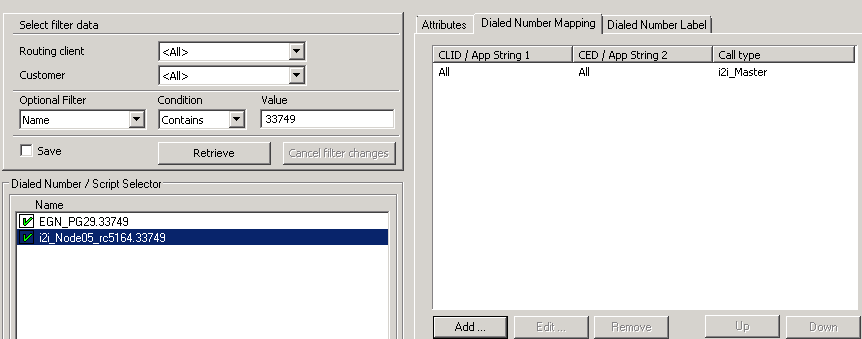 Select filter data
Routing client <All>
Customer <All>
Optional Filter Condition Value
Name Contains 33749
Save Retrieve Cancel filter changes
Dialed Number / Script Selector
Name
EGN_PG29.33749
i2i_Node05_rc5164.33749
Attributes Dialed Number Mapping Dialed Number Label
CLID / App String 1 CED / App String 2 Call type
All All i2i_Master
Add ... Edit ... Remove Up Down